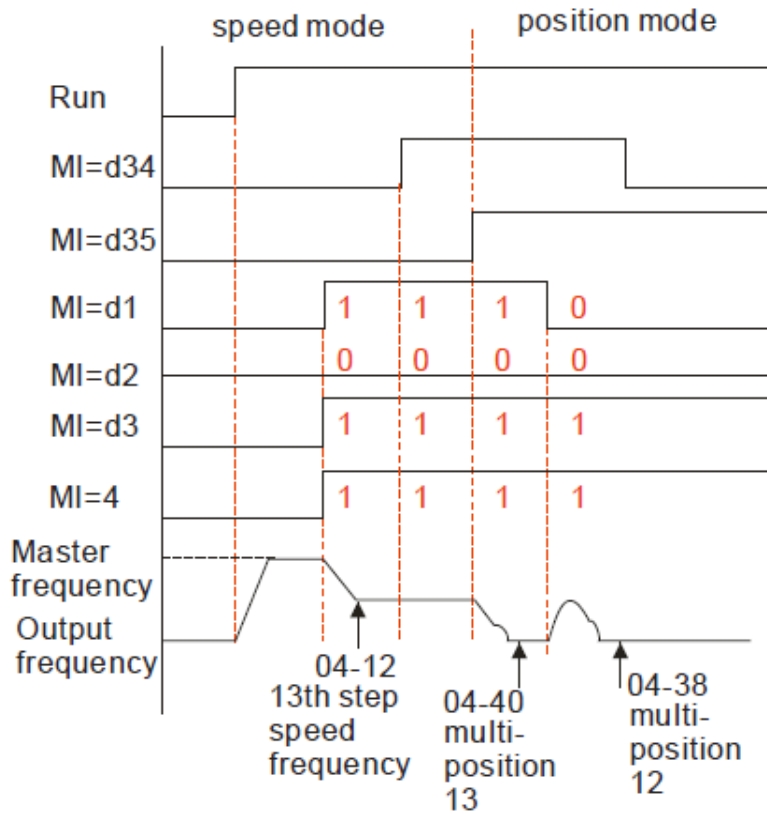 speed mode
position mode
Run
MI=d34
MI=d35
MI=d1
1 1 1 0
MI=d2
0 0 0 0
MI=d3
1 1 1 1
MI=4
1 1 1 1
Master
frequency
Output
frequency
04-12
13th step
speed
frequency
04-40
multi-
position
13
04-38
multi-
position
12